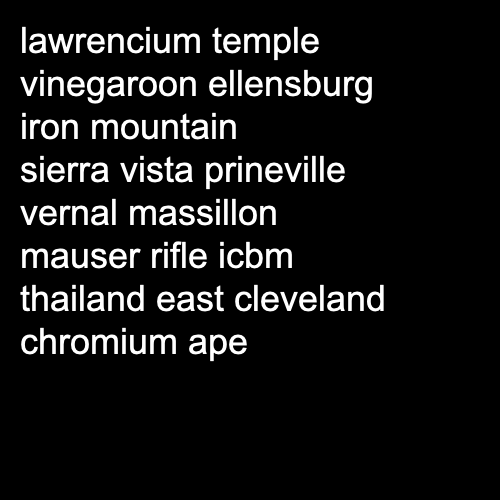 lawrencium temple
vinegaroon ellensburg
iron mountain
sierra vista prineville
vernal massillon
mauser rifle icbm
thailand east cleveland
chromium ape